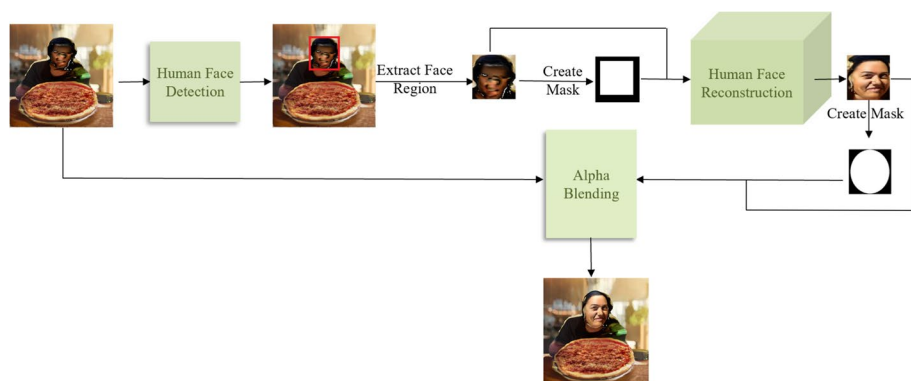 Human Face
Detection
Extract Face
Region
Create
Mask
Human Face
Reconstruction
Create Mask
Alpha
Blending